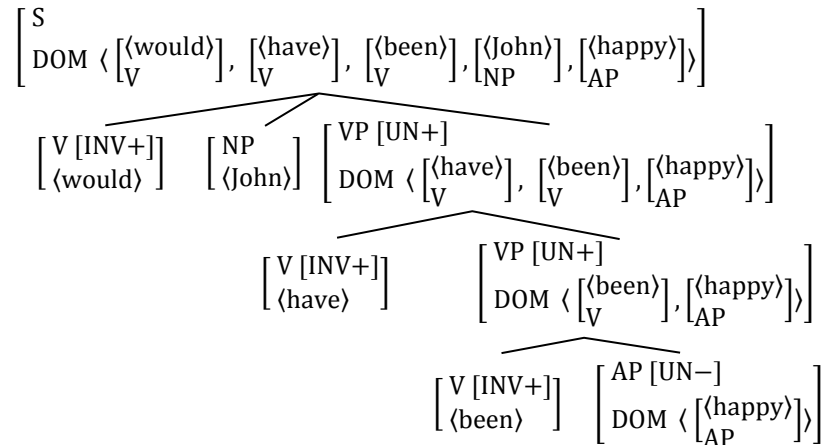 S
DOM ⟨ [⟨would⟩ V], [⟨have⟩ V], [⟨been⟩ V], [⟨John⟩ NP], [⟨happy⟩ AP]⟩
V [INV+] NP VP [UN+]
⟨would⟩ ⟨John⟩ DOM ⟨ [⟨have⟩ V], [⟨been⟩ V], [⟨happy⟩ AP]⟩
V [INV+] VP [UN+]
⟨have⟩ DOM ⟨ [⟨been⟩ V], [⟨happy⟩ AP]⟩
V [INV+] AP [UN−]
⟨been⟩ DOM ⟨ [⟨happy⟩ AP]⟩